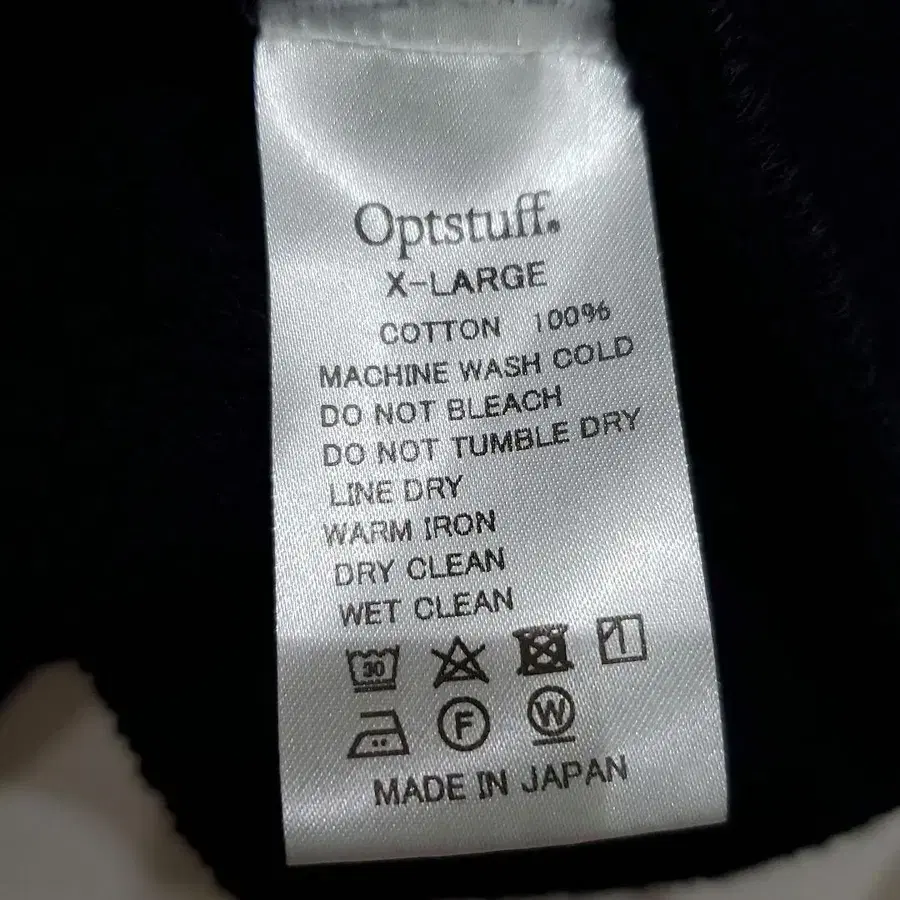 Optstuff.
X-LARGE
COTTON 100%
MACHINE WASH COLD
DO NOT BLEACH
DO NOT TUMBLE DRY
LINE DRY
WARM IRON
DRY CLEAN
WET CLEAN
30
F W
MADE IN JAPAN